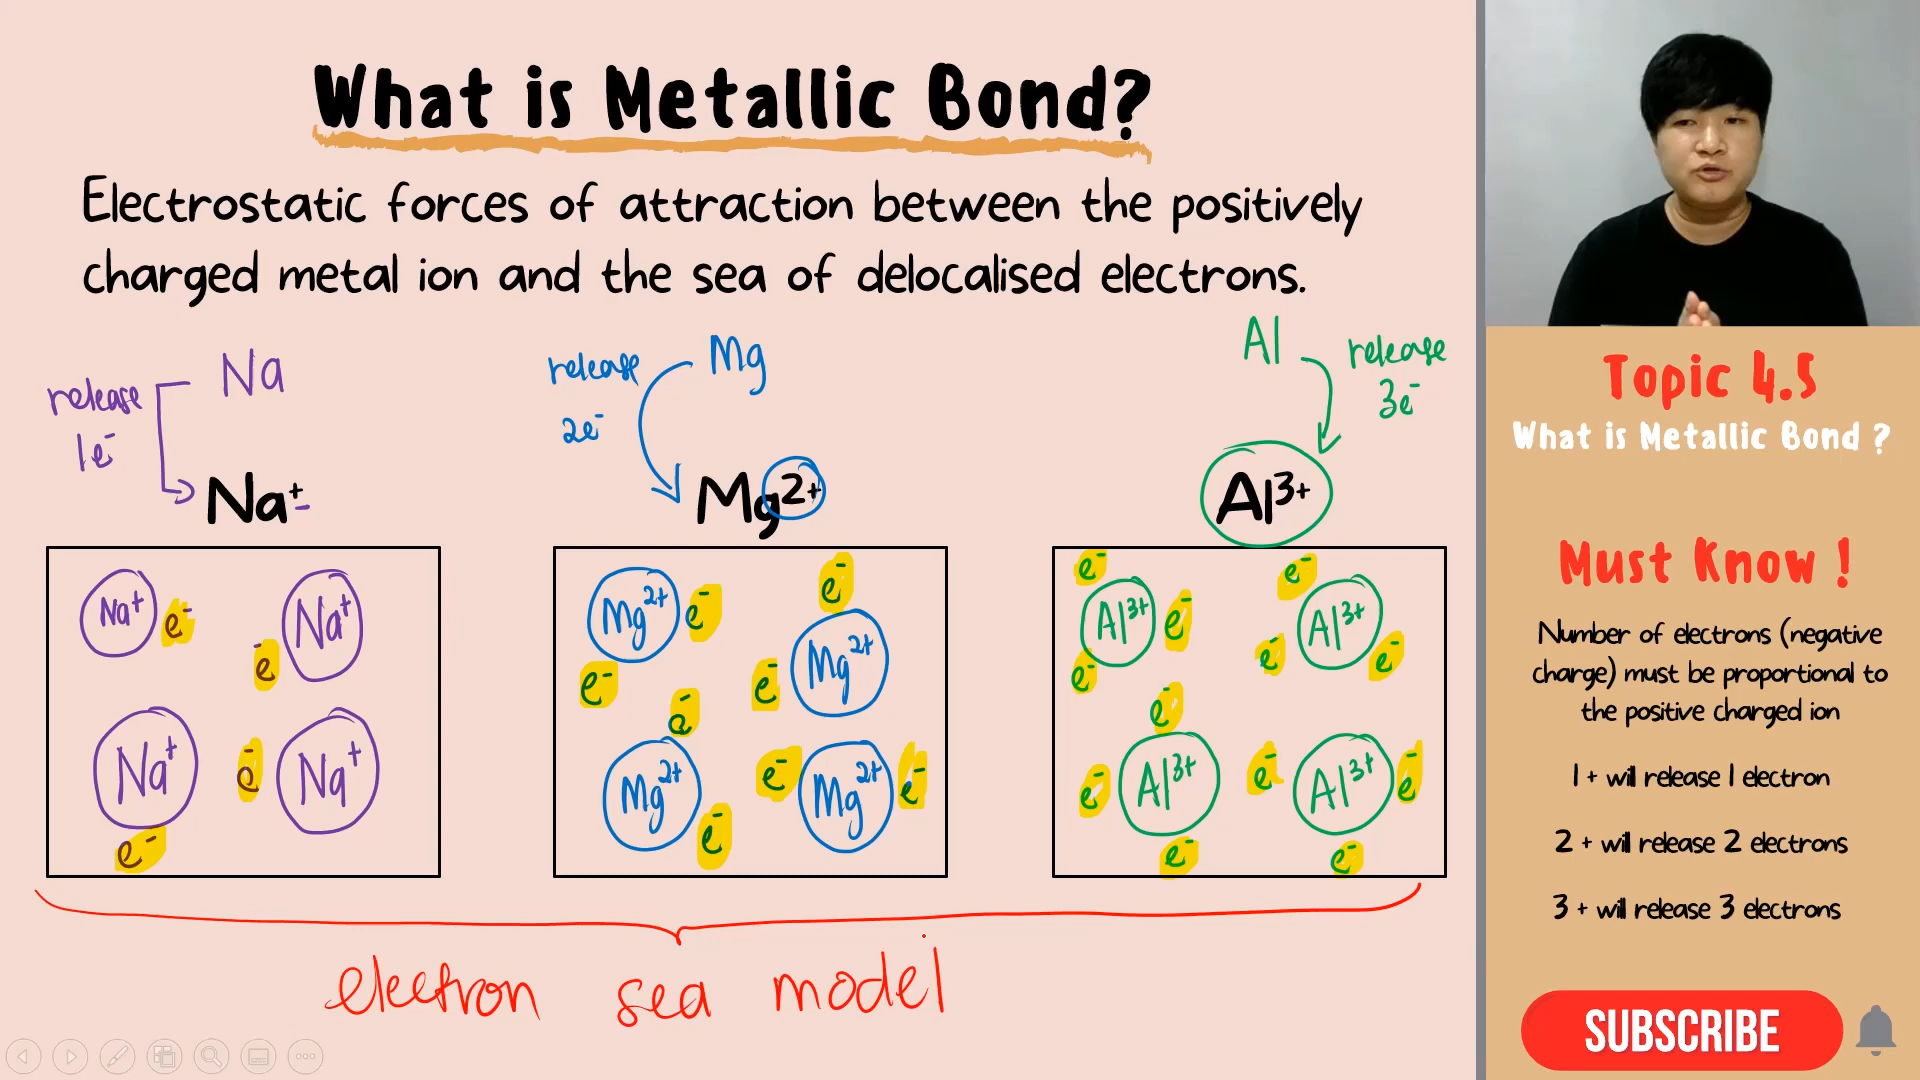 What is Metallic Bond?
Electrostatic forces of attraction between the positively
charged metal ion and the sea of delocalised electrons.
Na
release
1e⁻
Na⁺
Mg
release
2e⁻
Mg²⁺
Al
release
3e⁻
Al³⁺
Na⁺ e⁻ e⁻ Na⁺
Na⁺ e⁻ Na⁺
e⁻
Mg²⁺ e⁻ e⁻
e⁻ e⁻ e⁻ Mg²⁺
Mg²⁺ e⁻ e⁻ Mg²⁺ e⁻
e⁻ e⁻
Al³⁺ e⁻ Al³⁺
e⁻ e⁻ e⁻
e⁻
e⁻ Al³⁺ e⁻ Al³⁺ e⁻
e⁻ e⁻
electron sea model
Topic 4.5
What is Metallic Bond ?
Must Know !
Number of electrons (negative
charge) must be proportional to
the positive charged ion
1 + will release 1 electron
2 + will release 2 electrons
3 + will release 3 electrons
SUBSCRIBE